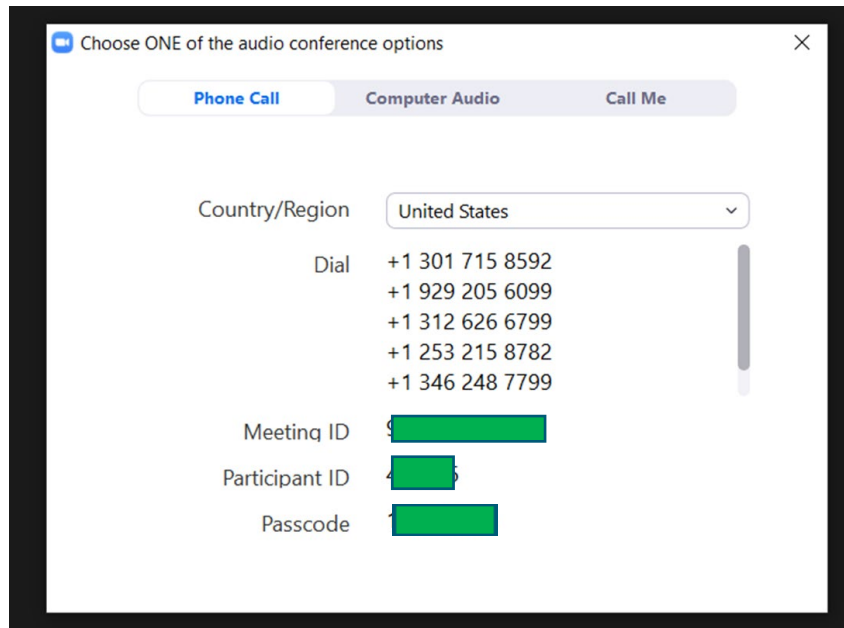 Choose ONE of the audio conference options
Phone Call Computer Audio Call Me
Country/Region United States
Dial +1 301 715 8592
+1 929 205 6099
+1 312 626 6799
+1 253 215 8782
+1 346 248 7799
Meeting ID
Participant ID
Passcode